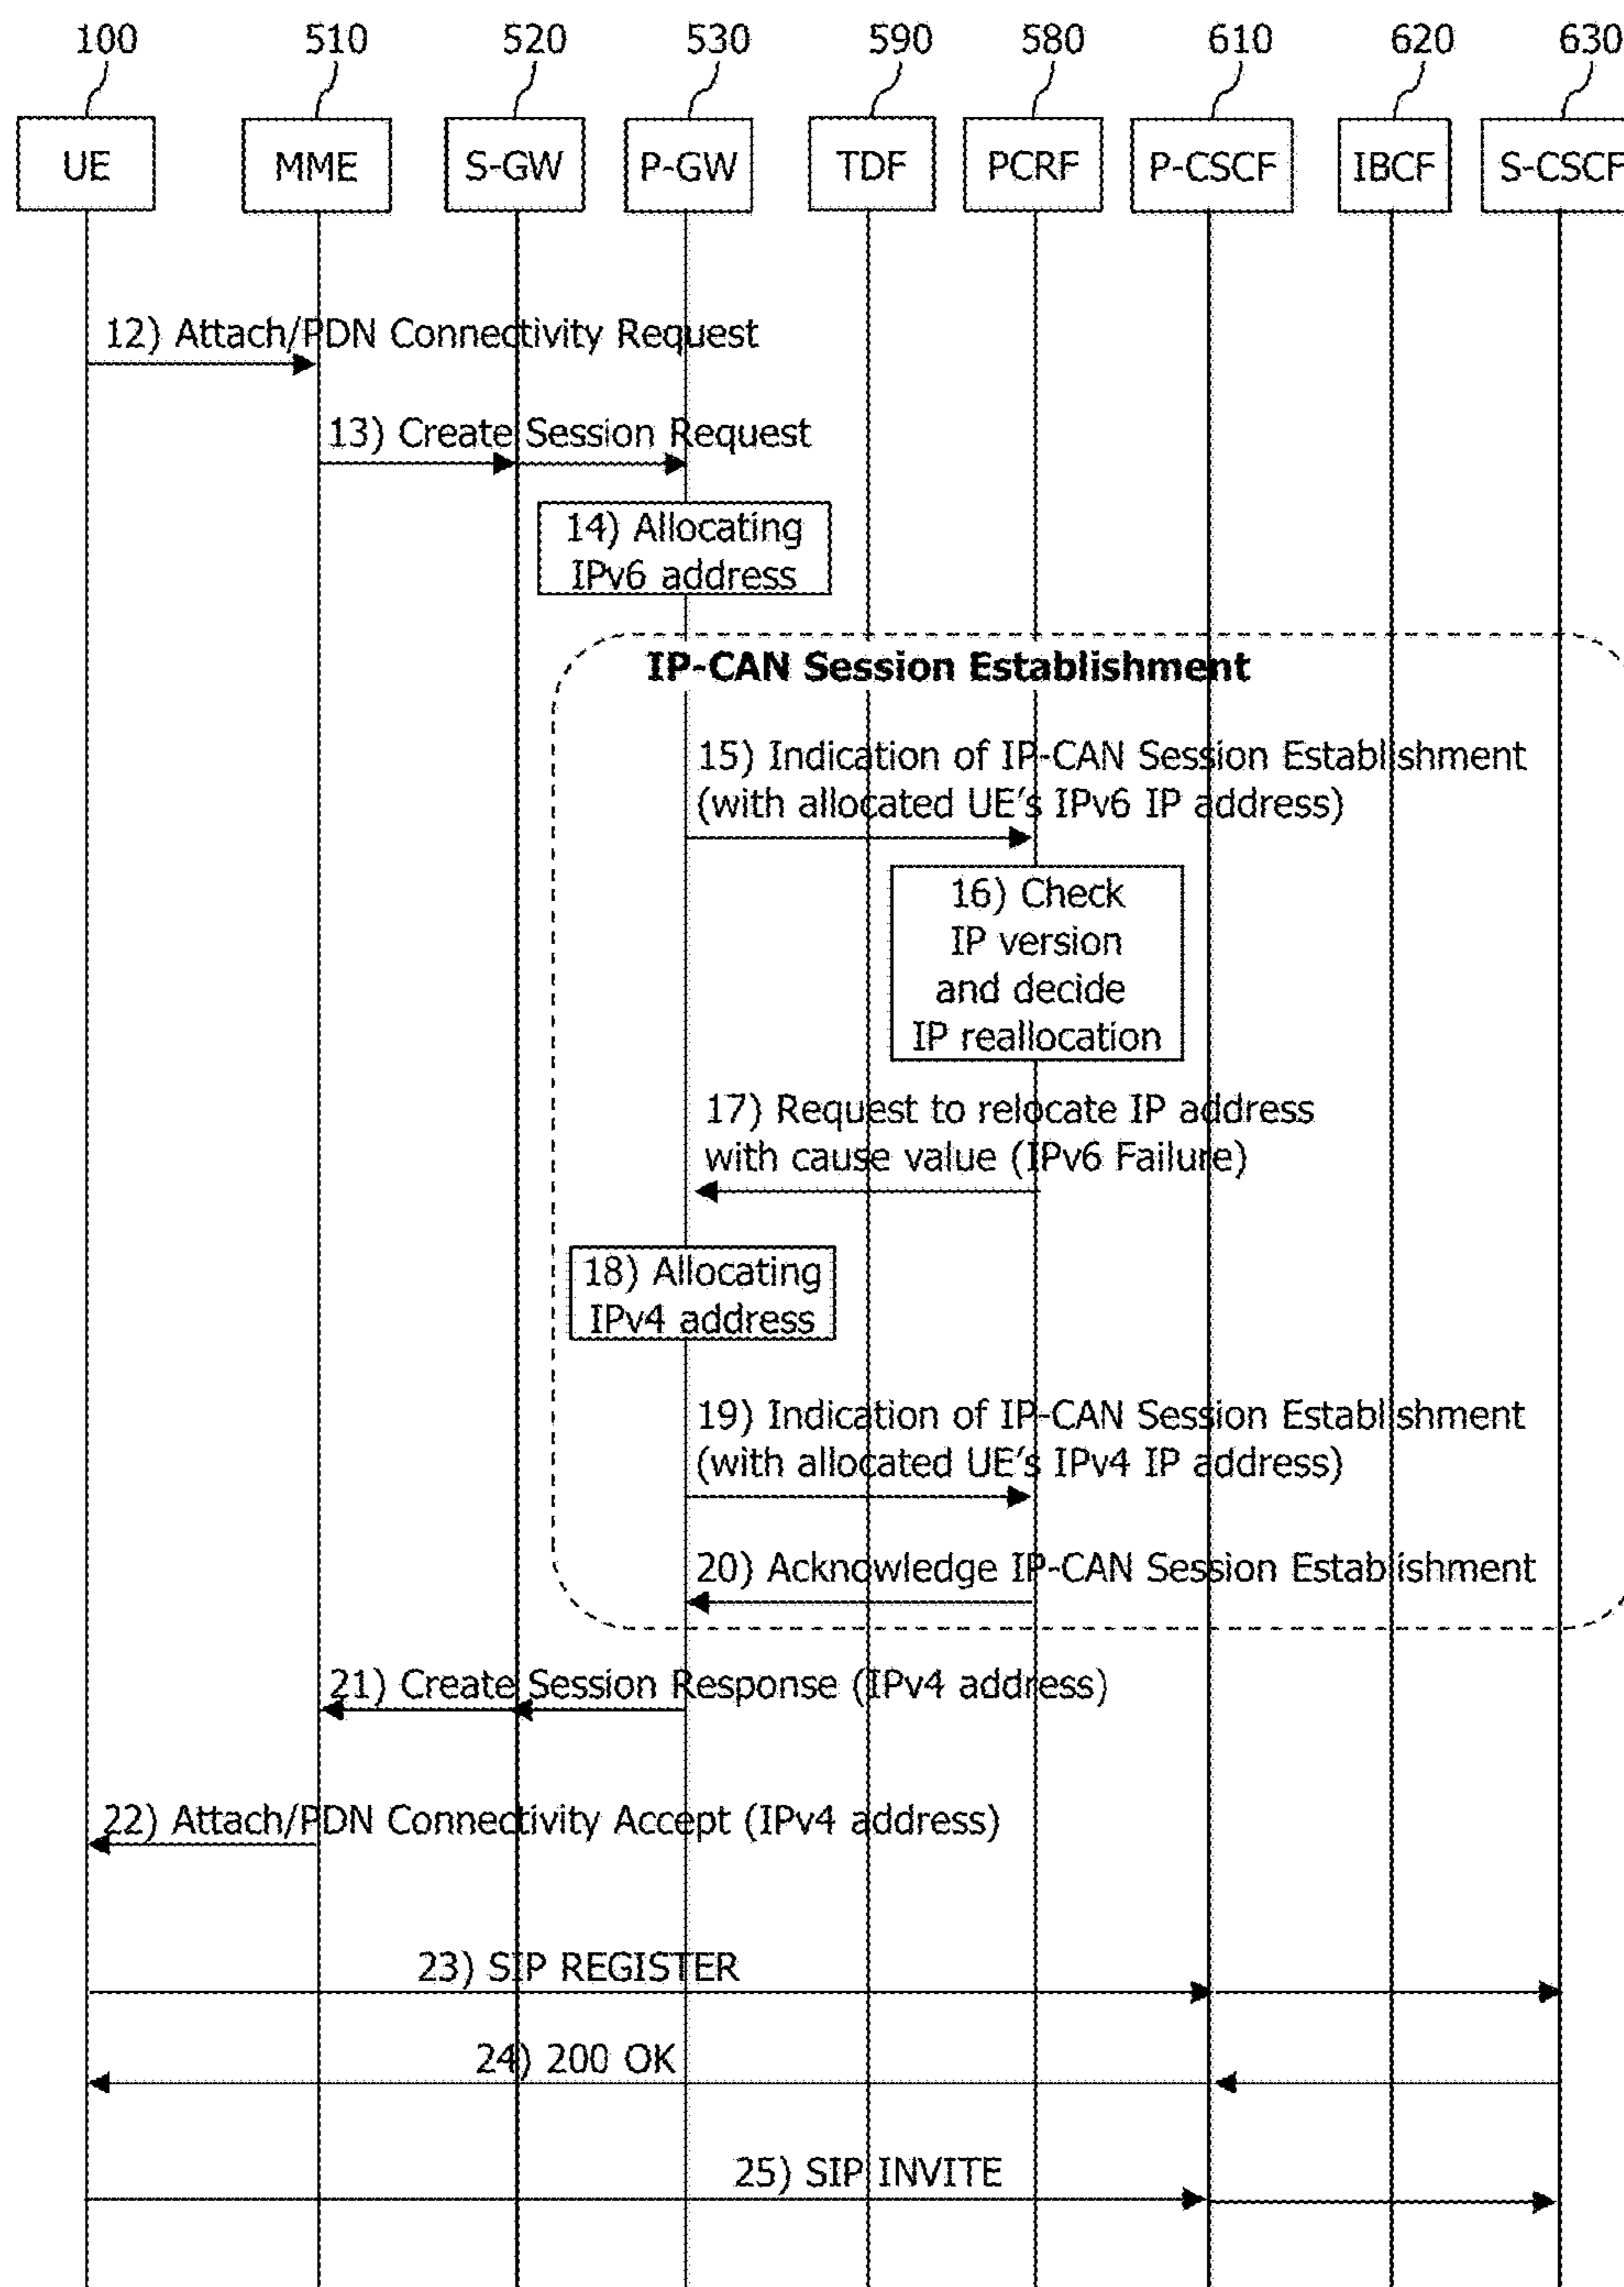 100 510 520 530 590 580 610 620 630
UE MME S-GW P-GW TDF PCRF P-CSCF IBCF S-CSCF
12) Attach/PDN Connectivity Request
13) Create Session Request
14) Allocating
IPv6 address
IP-CAN Session Establishment
15) Indication of IP-CAN Session Establishment
(with allocated UE's IPv6 IP address)
16) Check
IP version
and decide
IP reallocation
17) Request to relocate IP address
with cause value (IPv6 Failure)
18) Allocating
IPv4 address
19) Indication of IP-CAN Session Establishment
(with allocated UE's IPv4 IP address)
20) Acknowledge IP-CAN Session Establishment
21) Create Session Response (IPv4 address)
22) Attach/PDN Connectivity Accept (IPv4 address)
23) SIP REGISTER
24) 200 OK
25) SIP INVITE